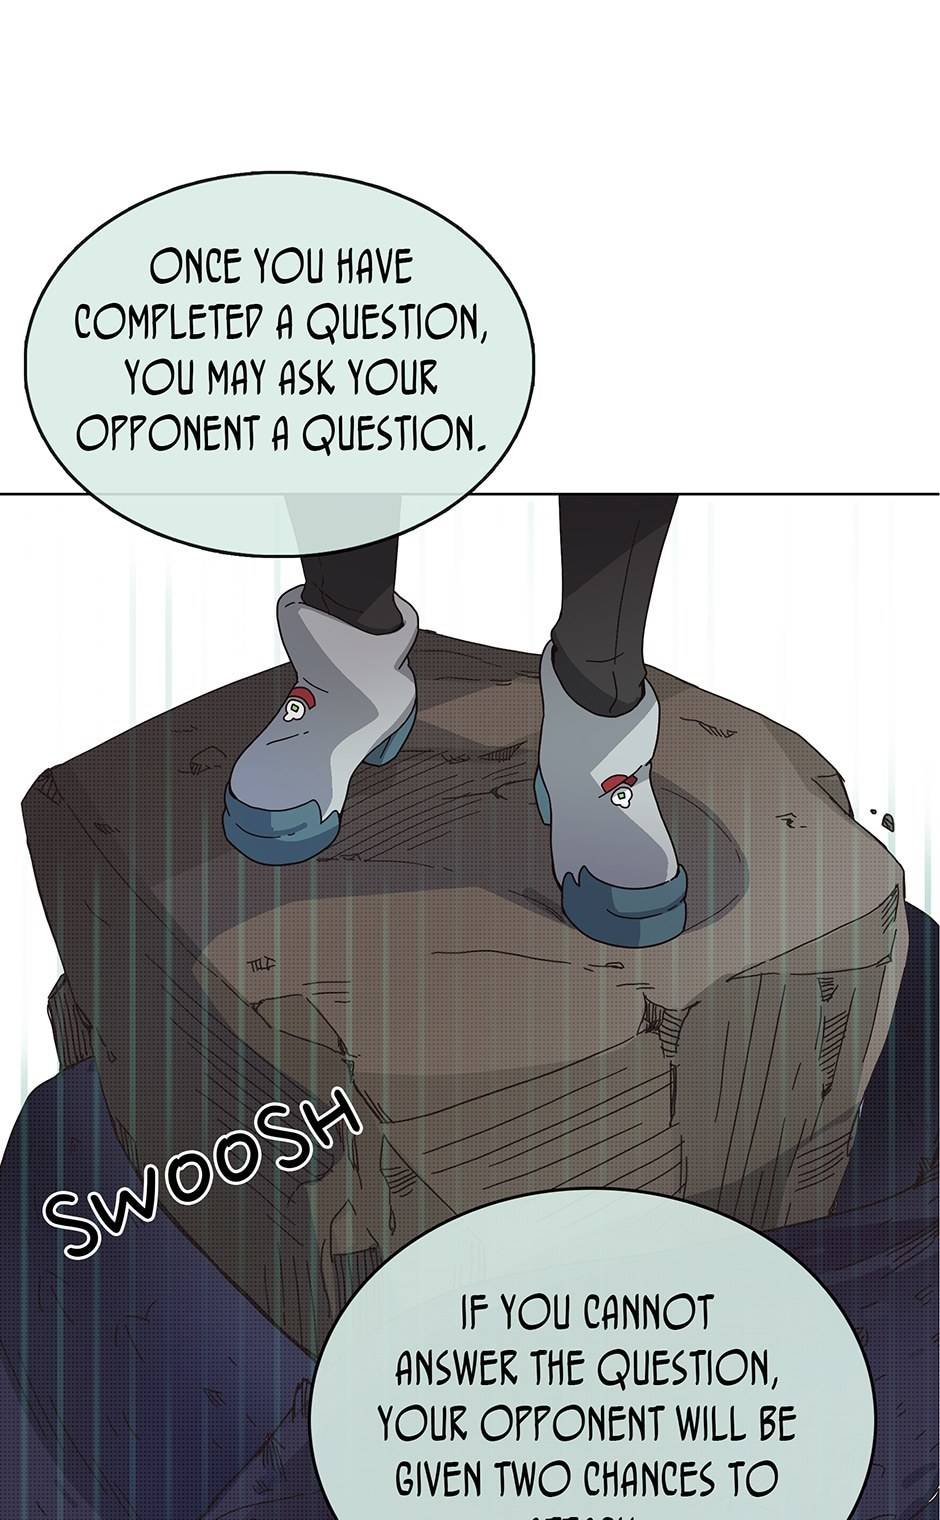 ONCE YOU HAVE
COMPLETED A QUESTION,
YOU MAY ASK YOUR
OPPONENT A QUESTION.
SWOOSH
IF YOU CANNOT
ANSWER THE QUESTION,
YOUR OPPONENT WILL BE
GIVEN TWO CHANCES TO